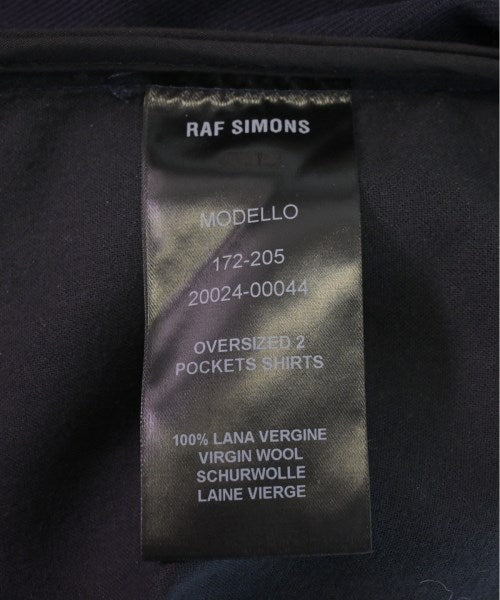 RAF SIMONS
MODELLO
172-205
20024-00044
OVERSIZED 2
POCKETS SHIRTS
100% LANA VERGINE
VIRGIN WOOL
SCHURWOLLE
LAINE VIERGE